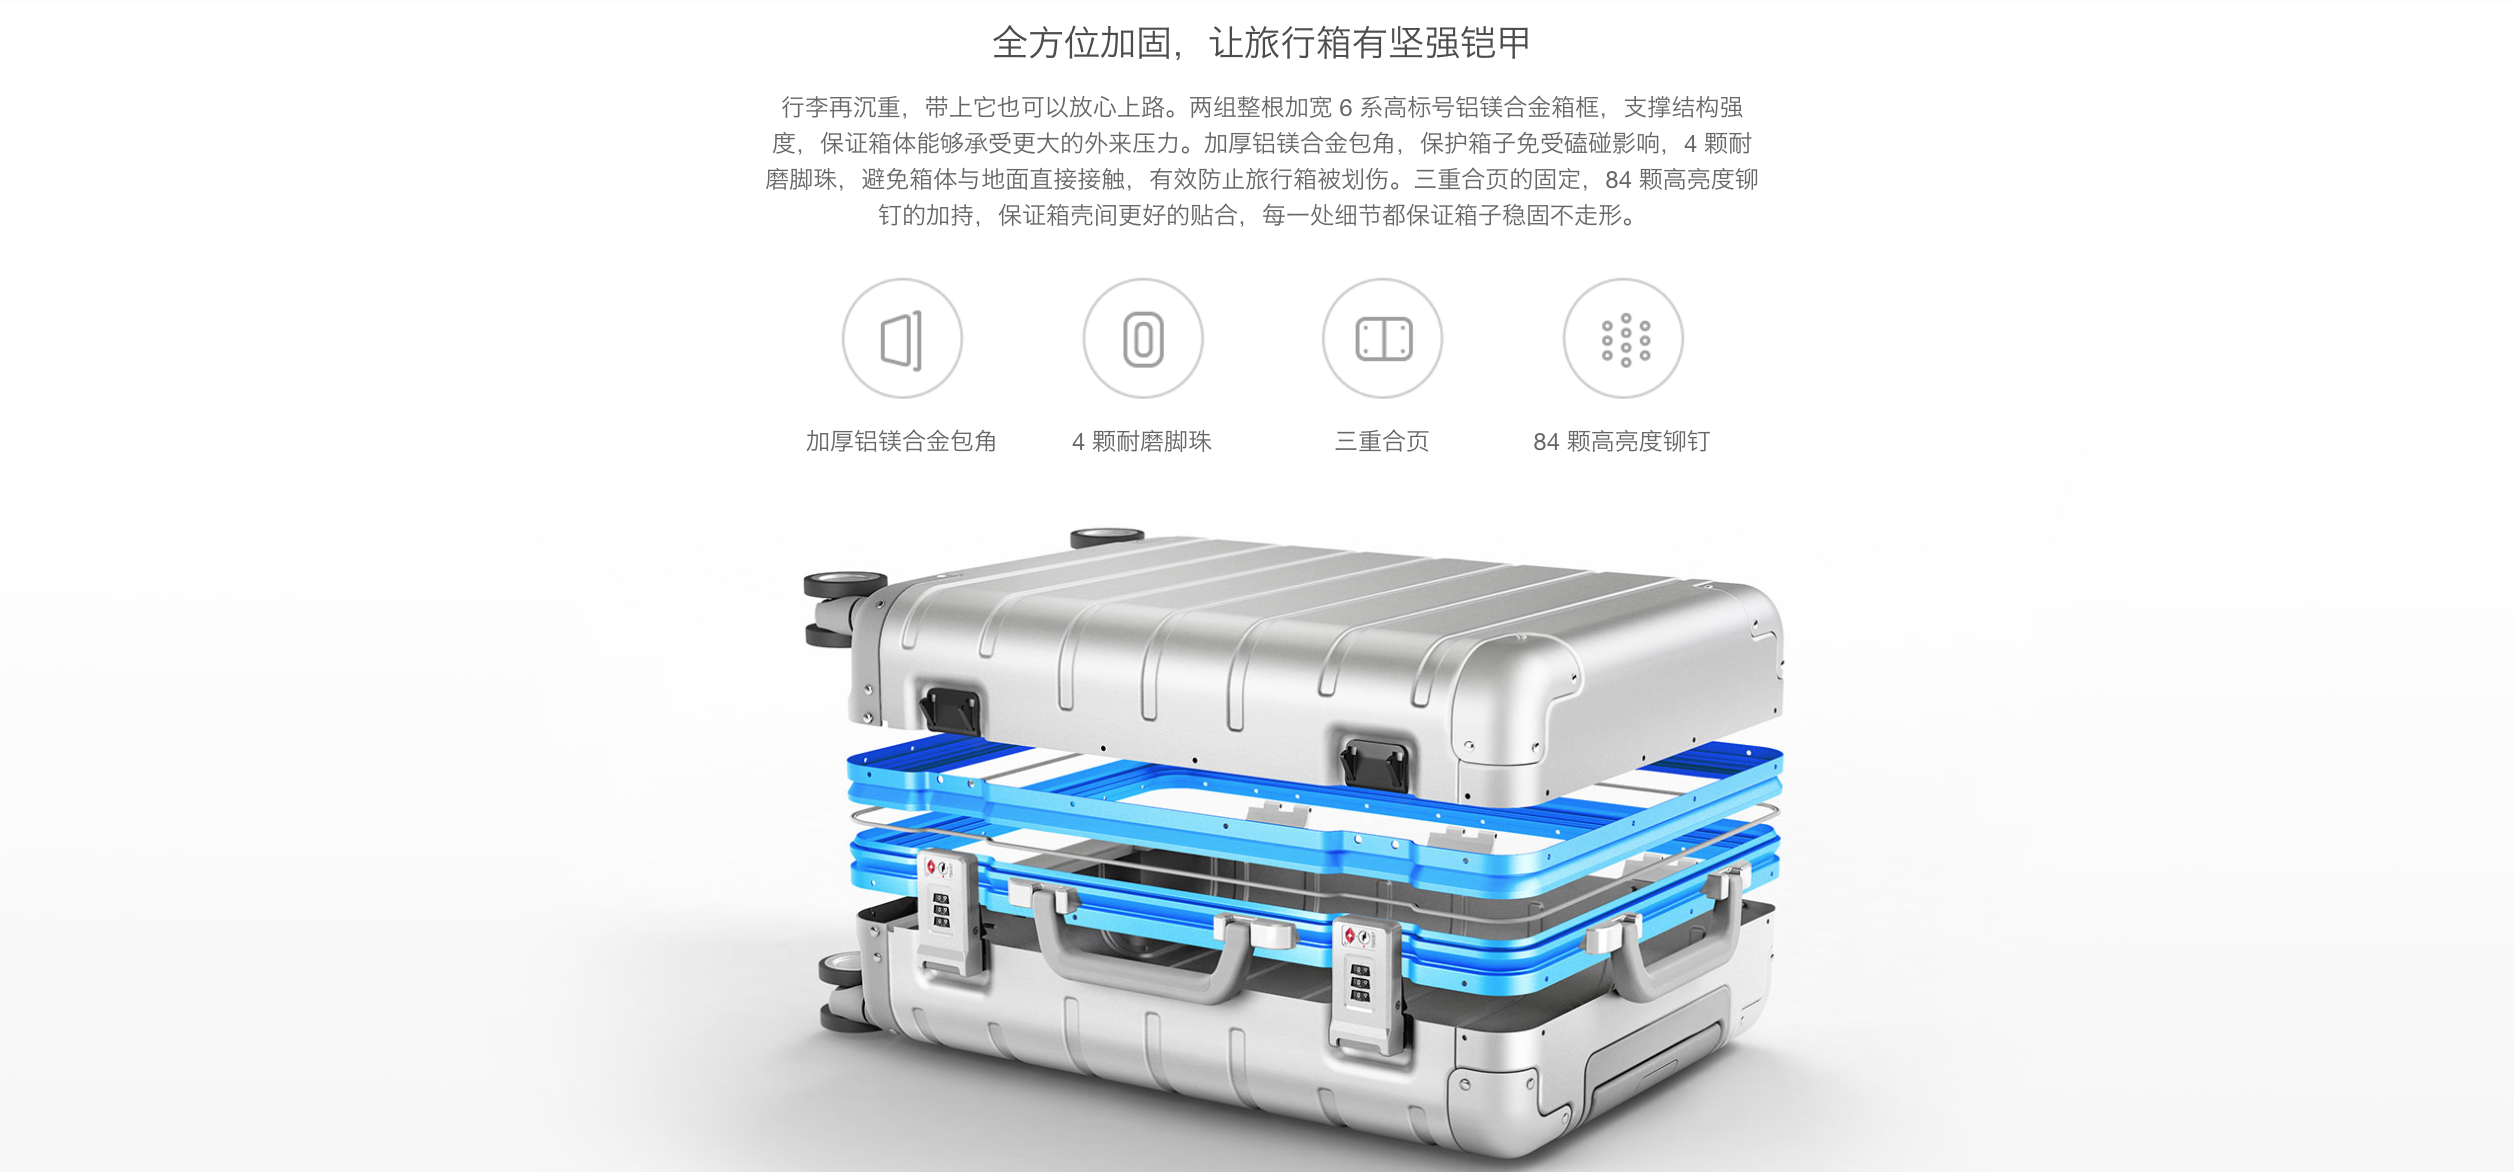 全方位加固，让旅行箱有坚强铠甲
行李再沉重，带上它也可以放心上路。两组整根加宽 6 系高标号铝镁合金箱框，支撑结构强
度，保证箱体能够承受更大的外来压力。加厚铝镁合金包角，保护箱子免受磕碰影响，4 颗耐
磨脚珠，避免箱体与地面直接接触，有效防止旅行箱被划伤。三重合页的固定，84 颗高亮度铆
钉的加持，保证箱壳间更好的贴合，每一处细节都保证箱子稳固不走形。
加厚铝镁合金包角
4 颗耐磨脚珠
三重合页
84 颗高亮度铆钉